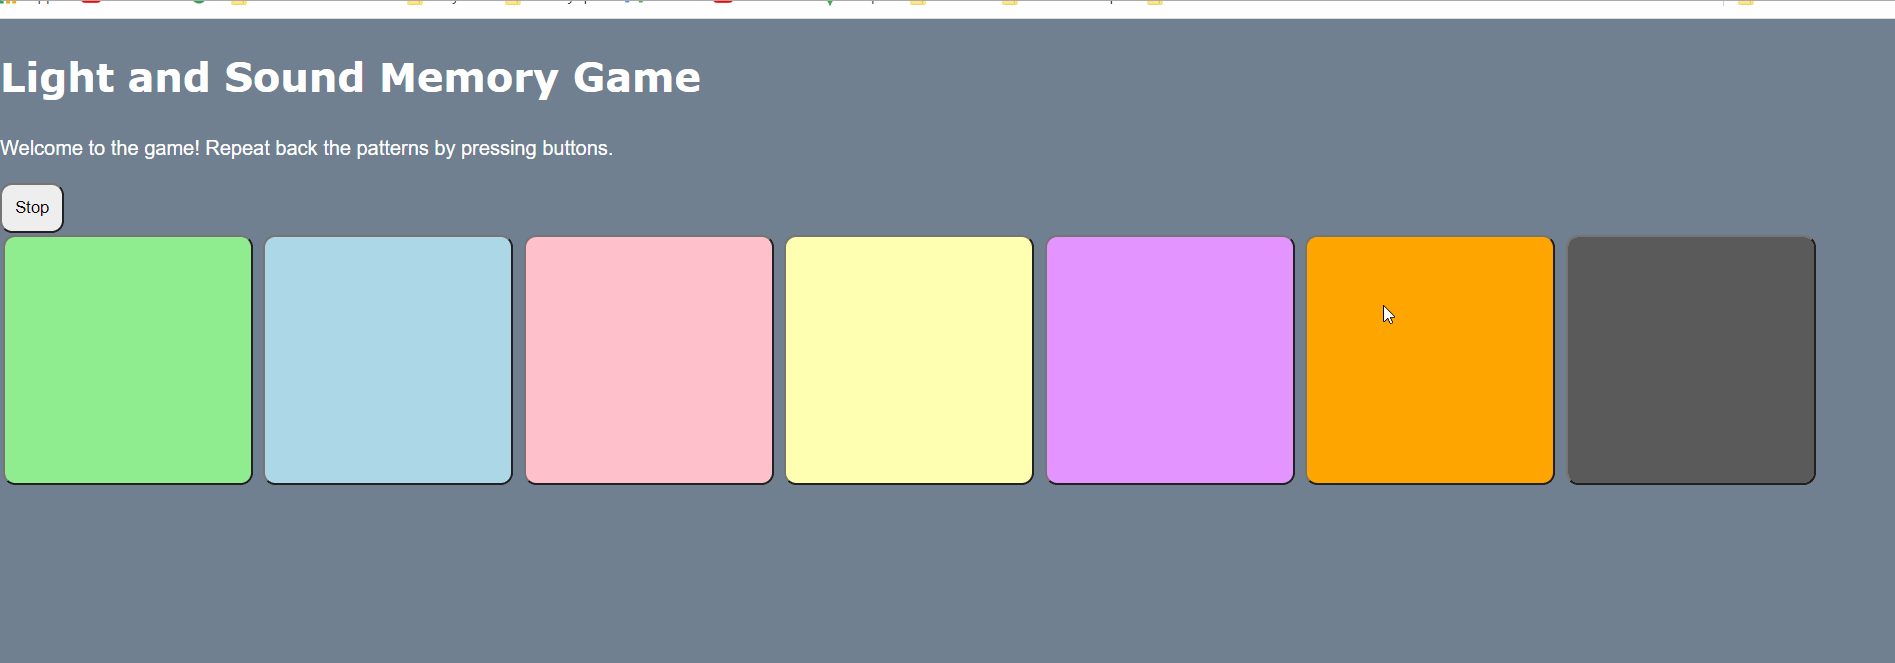 Light and Sound Memory Game
Welcome to the game! Repeat back the patterns by pressing buttons.
Stop